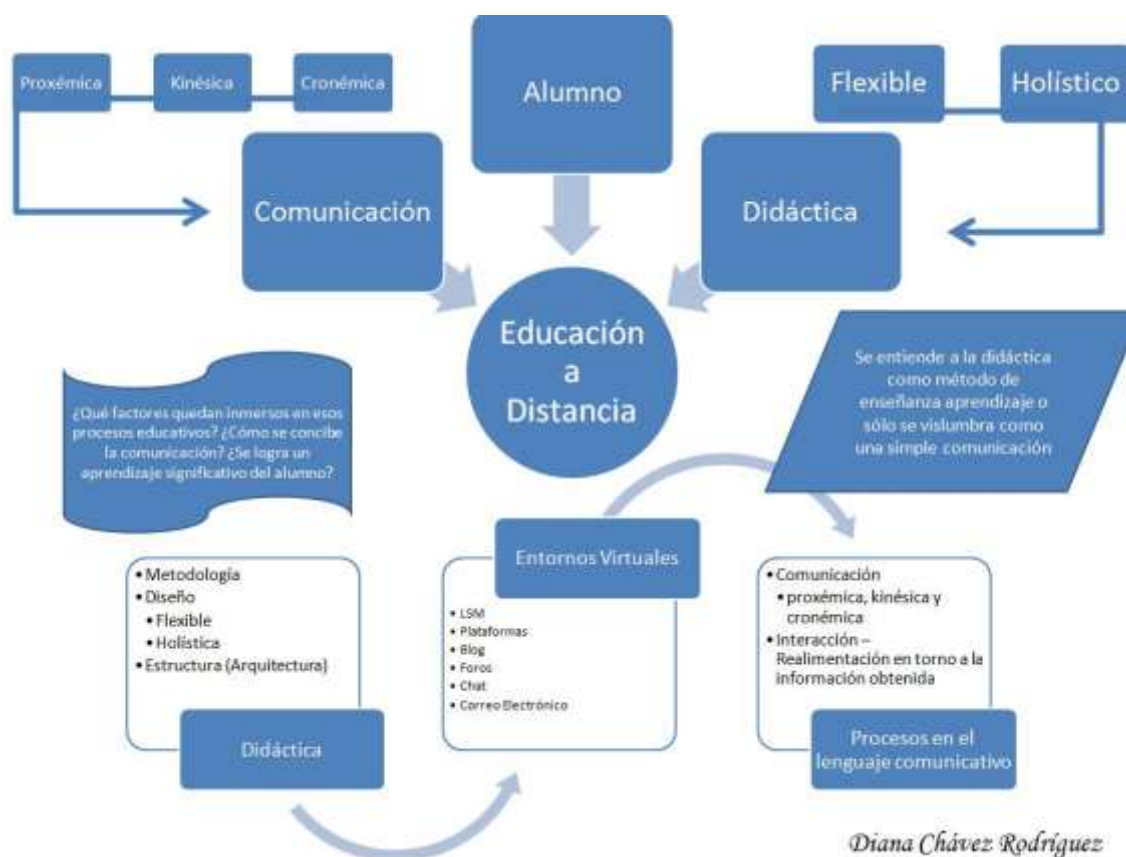 Proxémica
Kinésica
Cronémica
Alumno
Flexible
Holístico
Comunicación
Didáctica
Educación
a
Distancia
¿Qué factores quedan inmersos en esos
procesos educativos? ¿Cómo se concibe
la comunicación? ¿Se logra un
aprendizaje significativo del alumno?
Se entiende a la didáctica
como método de
enseñanza aprendizaje o
sólo se vislumbra como
una simple comunicación
• Metodología
• Diseño
• Flexible
• Holística
• Estructura (Arquitectura)
Didáctica
Entornos Virtuales
• LSM
• Plataformas
• Blog
• Foros
• Chat
• Correo Electrónico
• Comunicación
• proxémica, kinésica y
cronémica
• Interacción –
Realimentación en torno a la
información obtenida
Procesos en el
lenguaje comunicativo
Diana Chávez Rodríguez